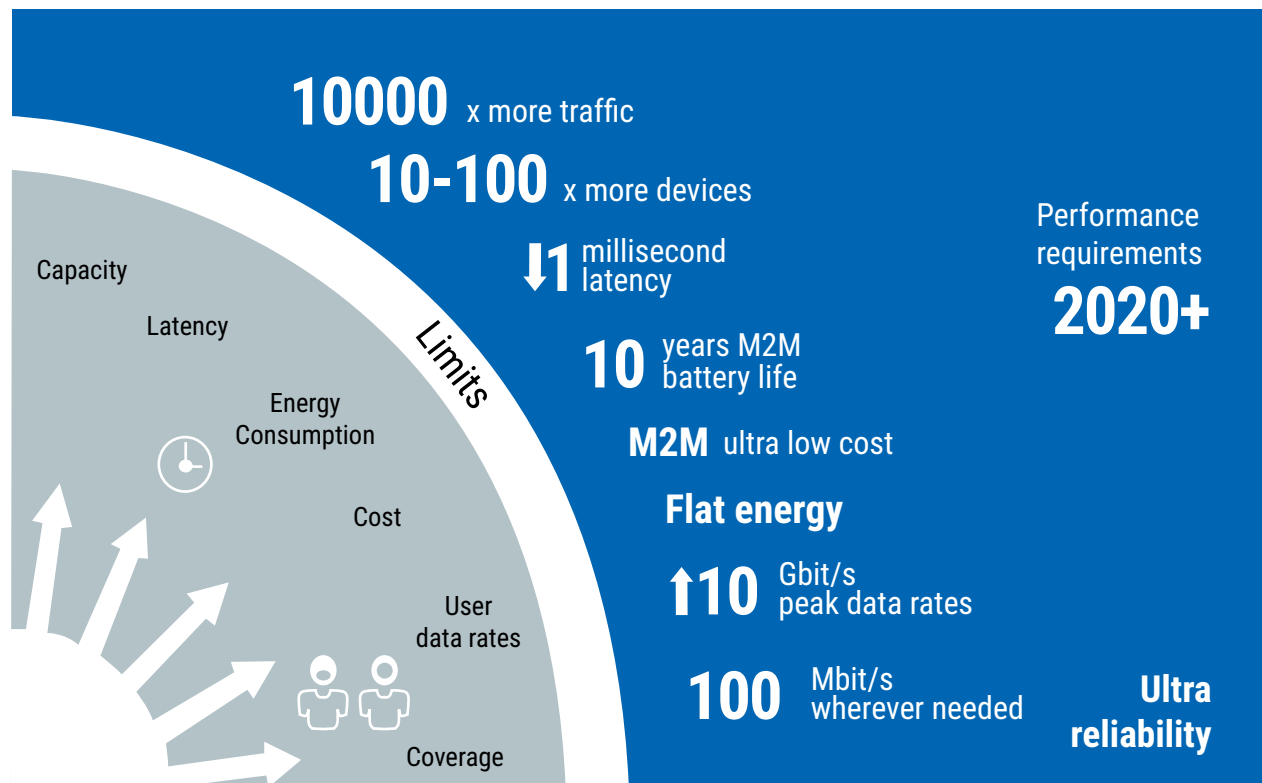 10000 x more traffic
10-100 x more devices
1 millisecond
latency
10 years M2M
battery life
M2M ultra low cost
Flat energy
10 Gbit/s
peak data rates
100 Mbit/s
wherever needed
Performance
requirements
2020+
Ultra
reliability
Limits
Capacity
Latency
Energy
Consumption
Cost
User
data rates
Coverage